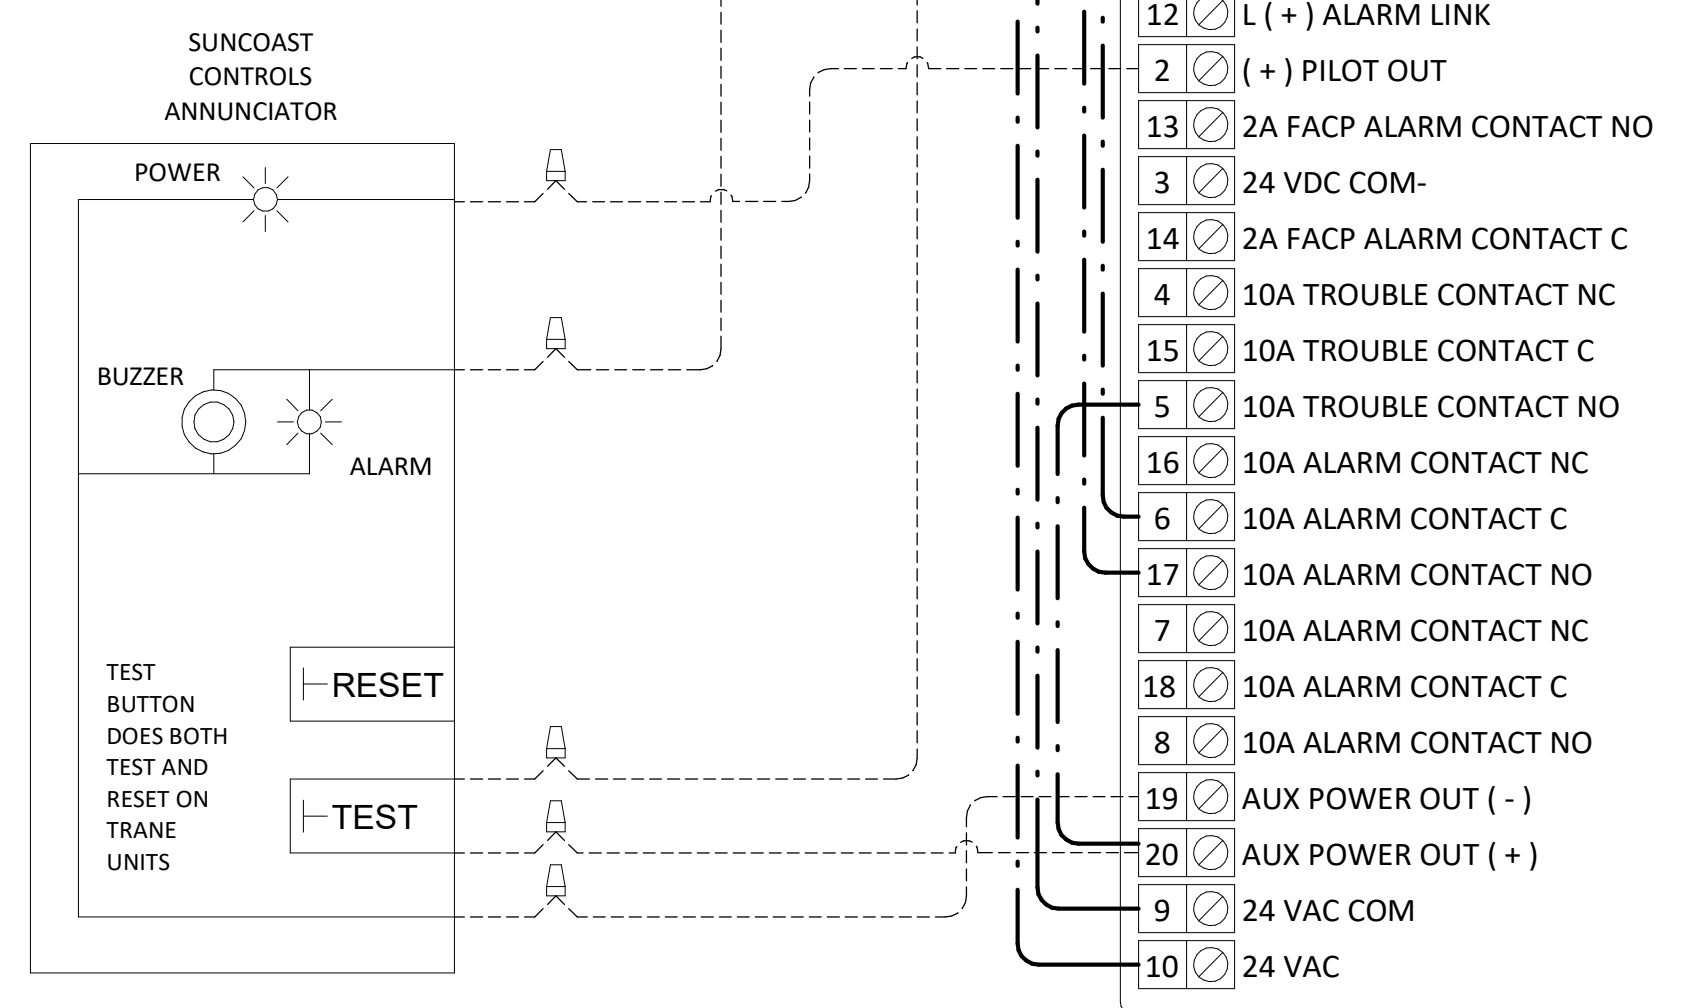 SUNCOAST
CONTROLS
ANNUNCIATOR
POWER
BUZZER
ALARM
RESET
TEST
BUTTON
DOES BOTH
TEST AND
RESET ON
TRANE
UNITS
TEST
12 L ( + ) ALARM LINK
2 ( + ) PILOT OUT
13 2A FACP ALARM CONTACT NO
3 24 VDC COM-
14 2A FACP ALARM CONTACT C
4 10A TROUBLE CONTACT NC
15 10A TROUBLE CONTACT C
5 10A TROUBLE CONTACT NO
16 10A ALARM CONTACT NC
6 10A ALARM CONTACT C
17 10A ALARM CONTACT NO
7 10A ALARM CONTACT NC
18 10A ALARM CONTACT C
8 10A ALARM CONTACT NO
19 AUX POWER OUT ( - )
20 AUX POWER OUT ( + )
9 24 VAC COM
10 24 VAC